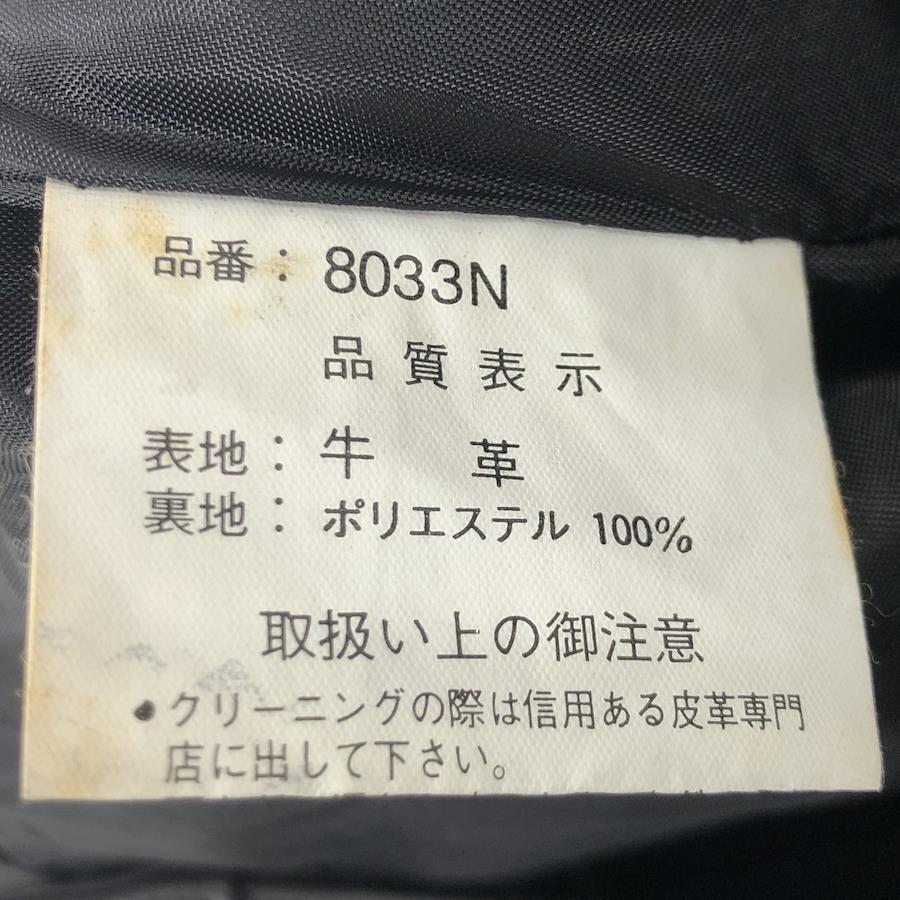 品番：8033N
品質表示
表地：牛 革
裏地：ポリエステル 100%
取扱い上の御注意
●クリーニングの際は信用ある皮革専門
店に出して下さい。